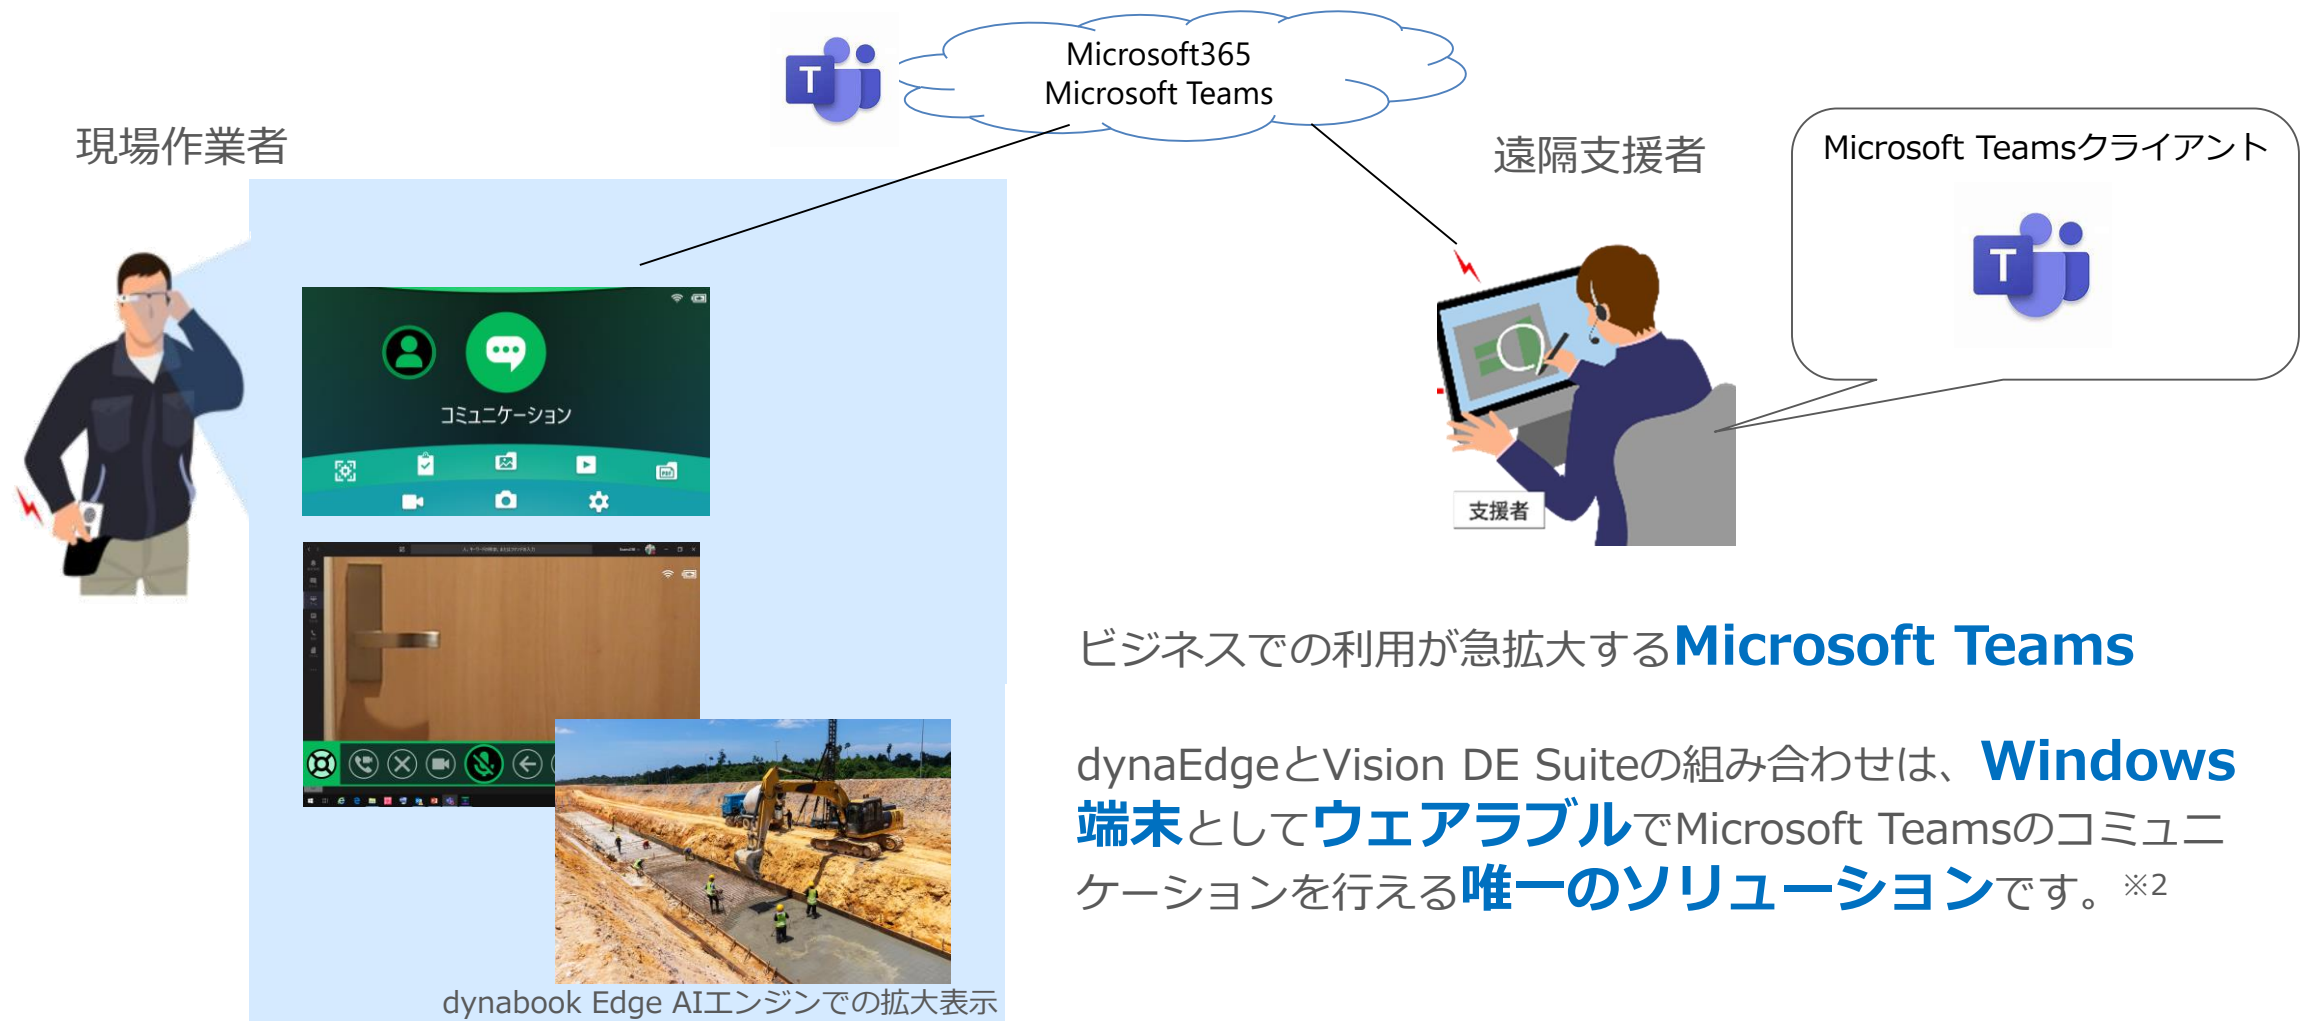 Microsoft365
Microsoft Teams
T
現場作業者
遠隔支援者
Microsoft Teamsクライアント
T
コミュニケーション
PDF
支援者
ビジネスでの利用が急拡大するMicrosoft Teams
dynaEdgeとVision DE Suiteの組み合わせは、Windows
端末としてウェアラブルでMicrosoft Teamsのコミュニ
ケーションを行える唯一のソリューションです。※2
dynabook Edge AIエンジンでの拡大表示